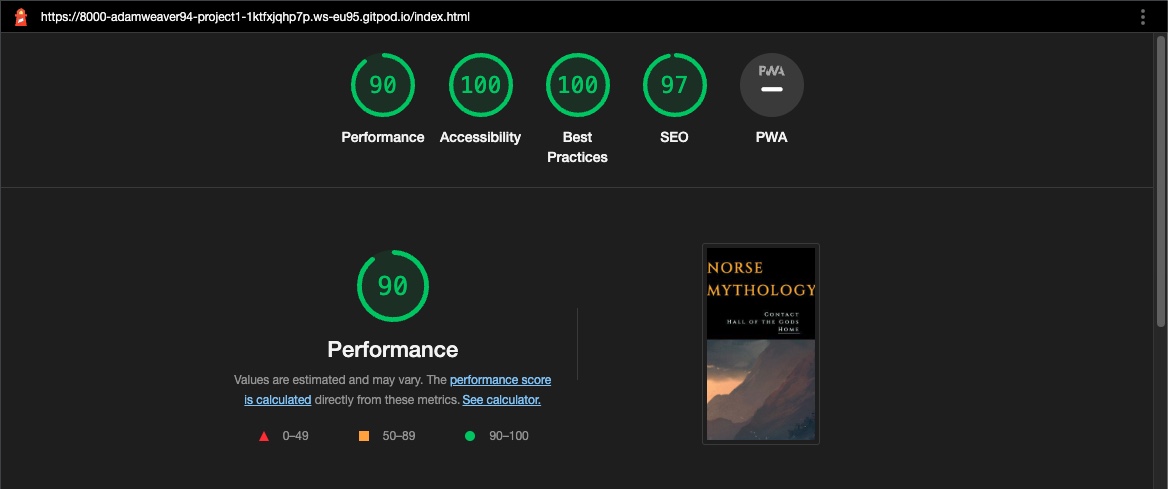 https://8000-adamweaver94-project1-1ktfxjqhp7p.ws-eu95.gitpod.io/index.html
90
100
100
97
PWA
Performance
Accessibility
Best
Practices
SEO
PWA
90
Performance
Values are estimated and may vary. The performance score
is calculated directly from these metrics. See calculator.
0–49
50–89
90–100
NORSE
MYTHOLOGY
CONTACT
HALL OF THE GODS
HOME